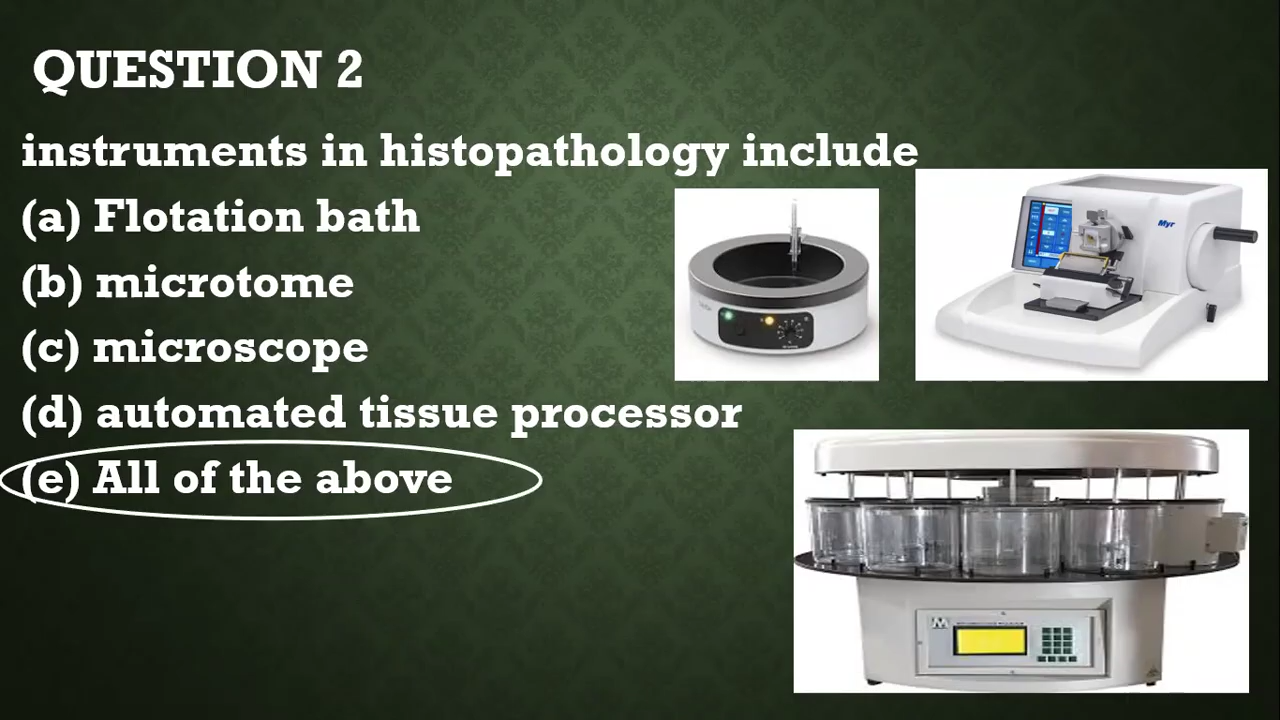 QUESTION 2
instruments in histopathology include
(a) Flotation bath
(b) microtome
(c) microscope
(d) automated tissue processor
(e) All of the above
Myr
M